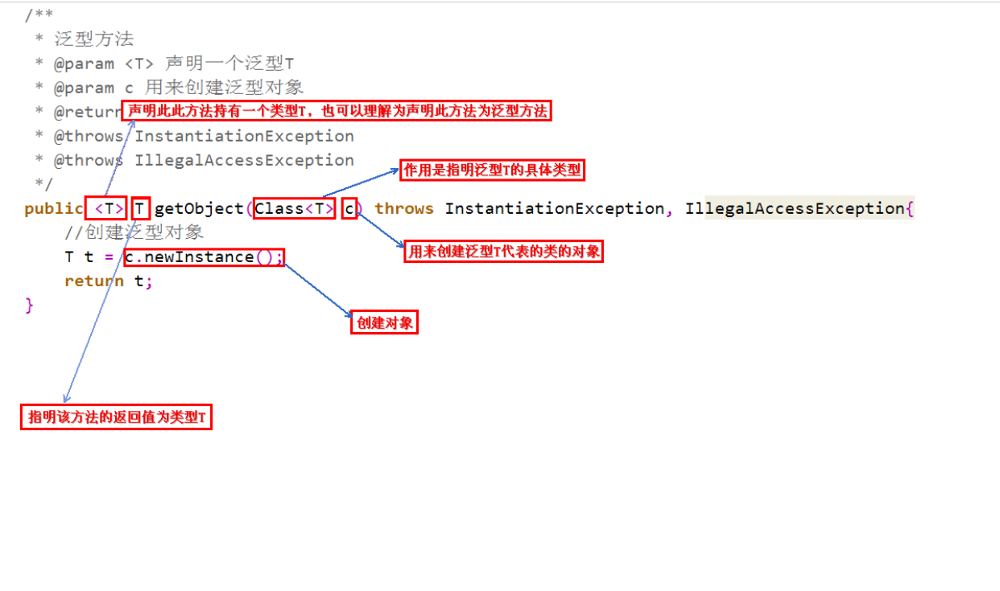 /**
* 泛型方法
* @param <T> 声明一个泛型T
* @param c 用来创建泛型对象
* @return
声明此此方法持有一个类型T，也可以理解为声明此方法为泛型方法
* @throws InstantiationException
* @throws IllegalAccessException
作用是指明泛型T的具体类型
*/
public <T> T getObject(Class<T> c) throws InstantiationException, IllegalAccessException{
//创建泛型对象
用来创建泛型T代表的类的对象
T t = c.newInstance();
return t;
}
创建对象
指明该方法的返回值为类型T